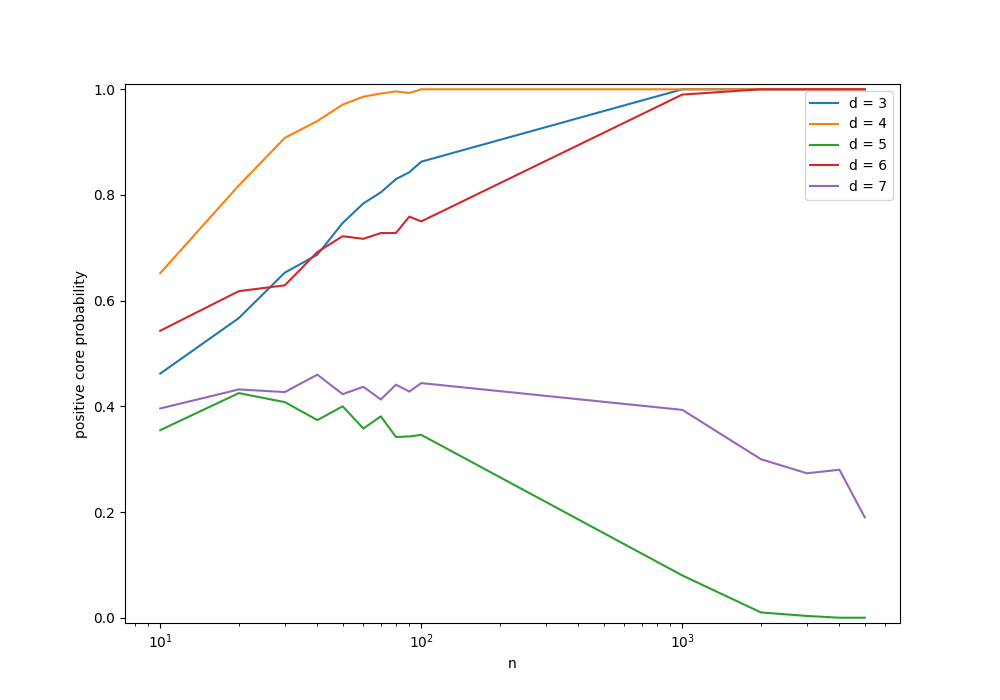 positive core probability
1.0
0.8
0.6
0.4
0.2
0.0
10¹
10²
10³
n
d = 3
d = 4
d = 5
d = 6
d = 7